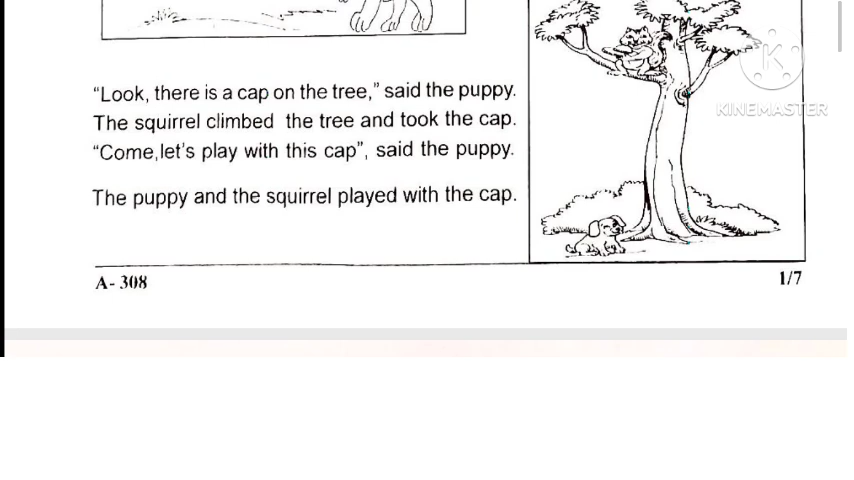 “Look, there is a cap on the tree,” said the puppy.
The squirrel climbed the tree and took the cap.
“Come,let’s play with this cap”, said the puppy.
The puppy and the squirrel played with the cap.
KINEMASTER
A- 308
1/7